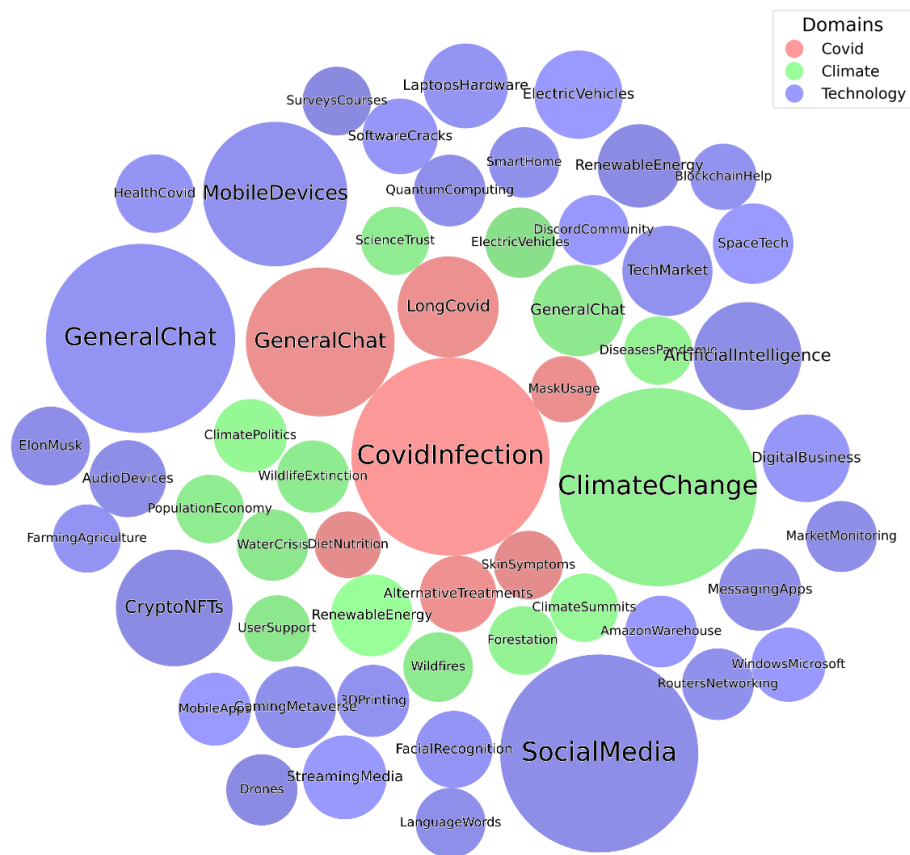 Domains
Covid
Climate
Technology
SurveysCourses
LaptopsHardware
ElectricVehicles
SoftwareCracks
SmartHome
RenewableEnergy
BlockchainHelp
HealthCovid
MobileDevices
QuantumComputing
ScienceTrust
ElectricVehicles
DiscordCommunity
SpaceTech
TechMarket
GeneralChat
GeneralChat
LongCovid
GeneralChat
DiseasesPandemic
ArtificialIntelligence
MaskUsage
ElonMusk
ClimatePolitics
CovidInfection
ClimateChange
DigitalBusiness
AudioDevices
WildlifeExtinction
PopulationEconomy
FarmingAgriculture
WaterCrisis
DietNutrition
SkinSymptoms
MarketMonitoring
CryptoNFTs
AlternativeTreatments
RenewableEnergy
ClimateSummits
MessagingApps
UserSupport
Forestation
AmazonWarehouse
Wildfires
WindowsMicrosoft
RoutersNetworking
MobileApps
GamingMetaverse
3DPrinting
FacialRecognition
SocialMedia
StreamingMedia
Drones
LanguageWords